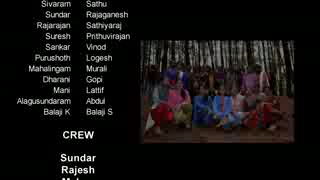 Sivaram Sathu
Sundar Rajaganesh
Rajarajan Sathiyaraj
Suresh Prithuvirajan
Sankar Vinod
Purushoth Logesh
Mahalingam Murali
Dharani Gopi
Mani Lattif
Alagusundaram Abdul
Balaji K Balaji S
CREW
Sundar
Rajesh